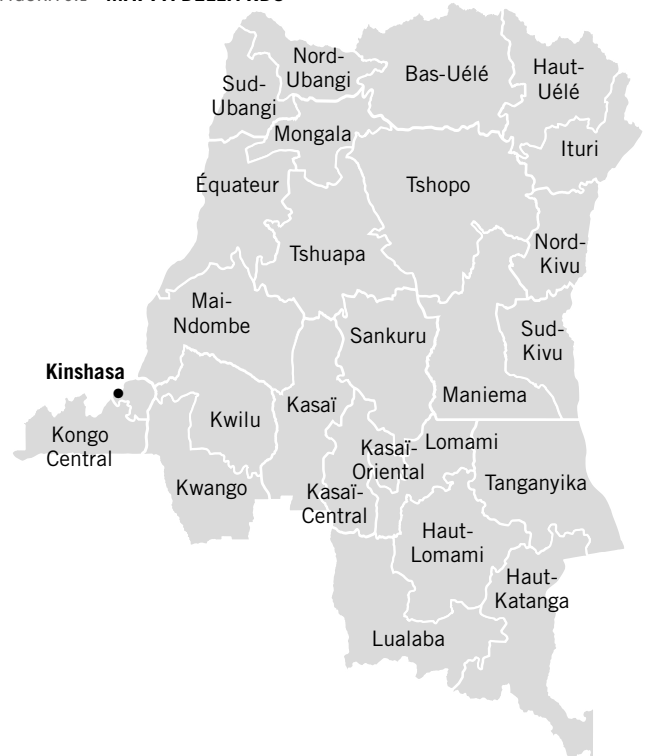 Nord-
Ubangi
Bas-Uélé
Haut-
Uélé
Sud-
Ubangi
Mongala
Ituri
Équateur
Tshopo
Nord-
Kivu
Tshuapa
Mai-
Ndombe
Sankuru
Sud-
Kivu
Kinshasa
Kasaï
Maniema
Kwilu
Kongo
Central
Kasaï-
Oriental
Lomami
Kwango
Kasaï-
Central
Tanganyika
Haut-
Lomami
Haut-
Katanga
Lualaba